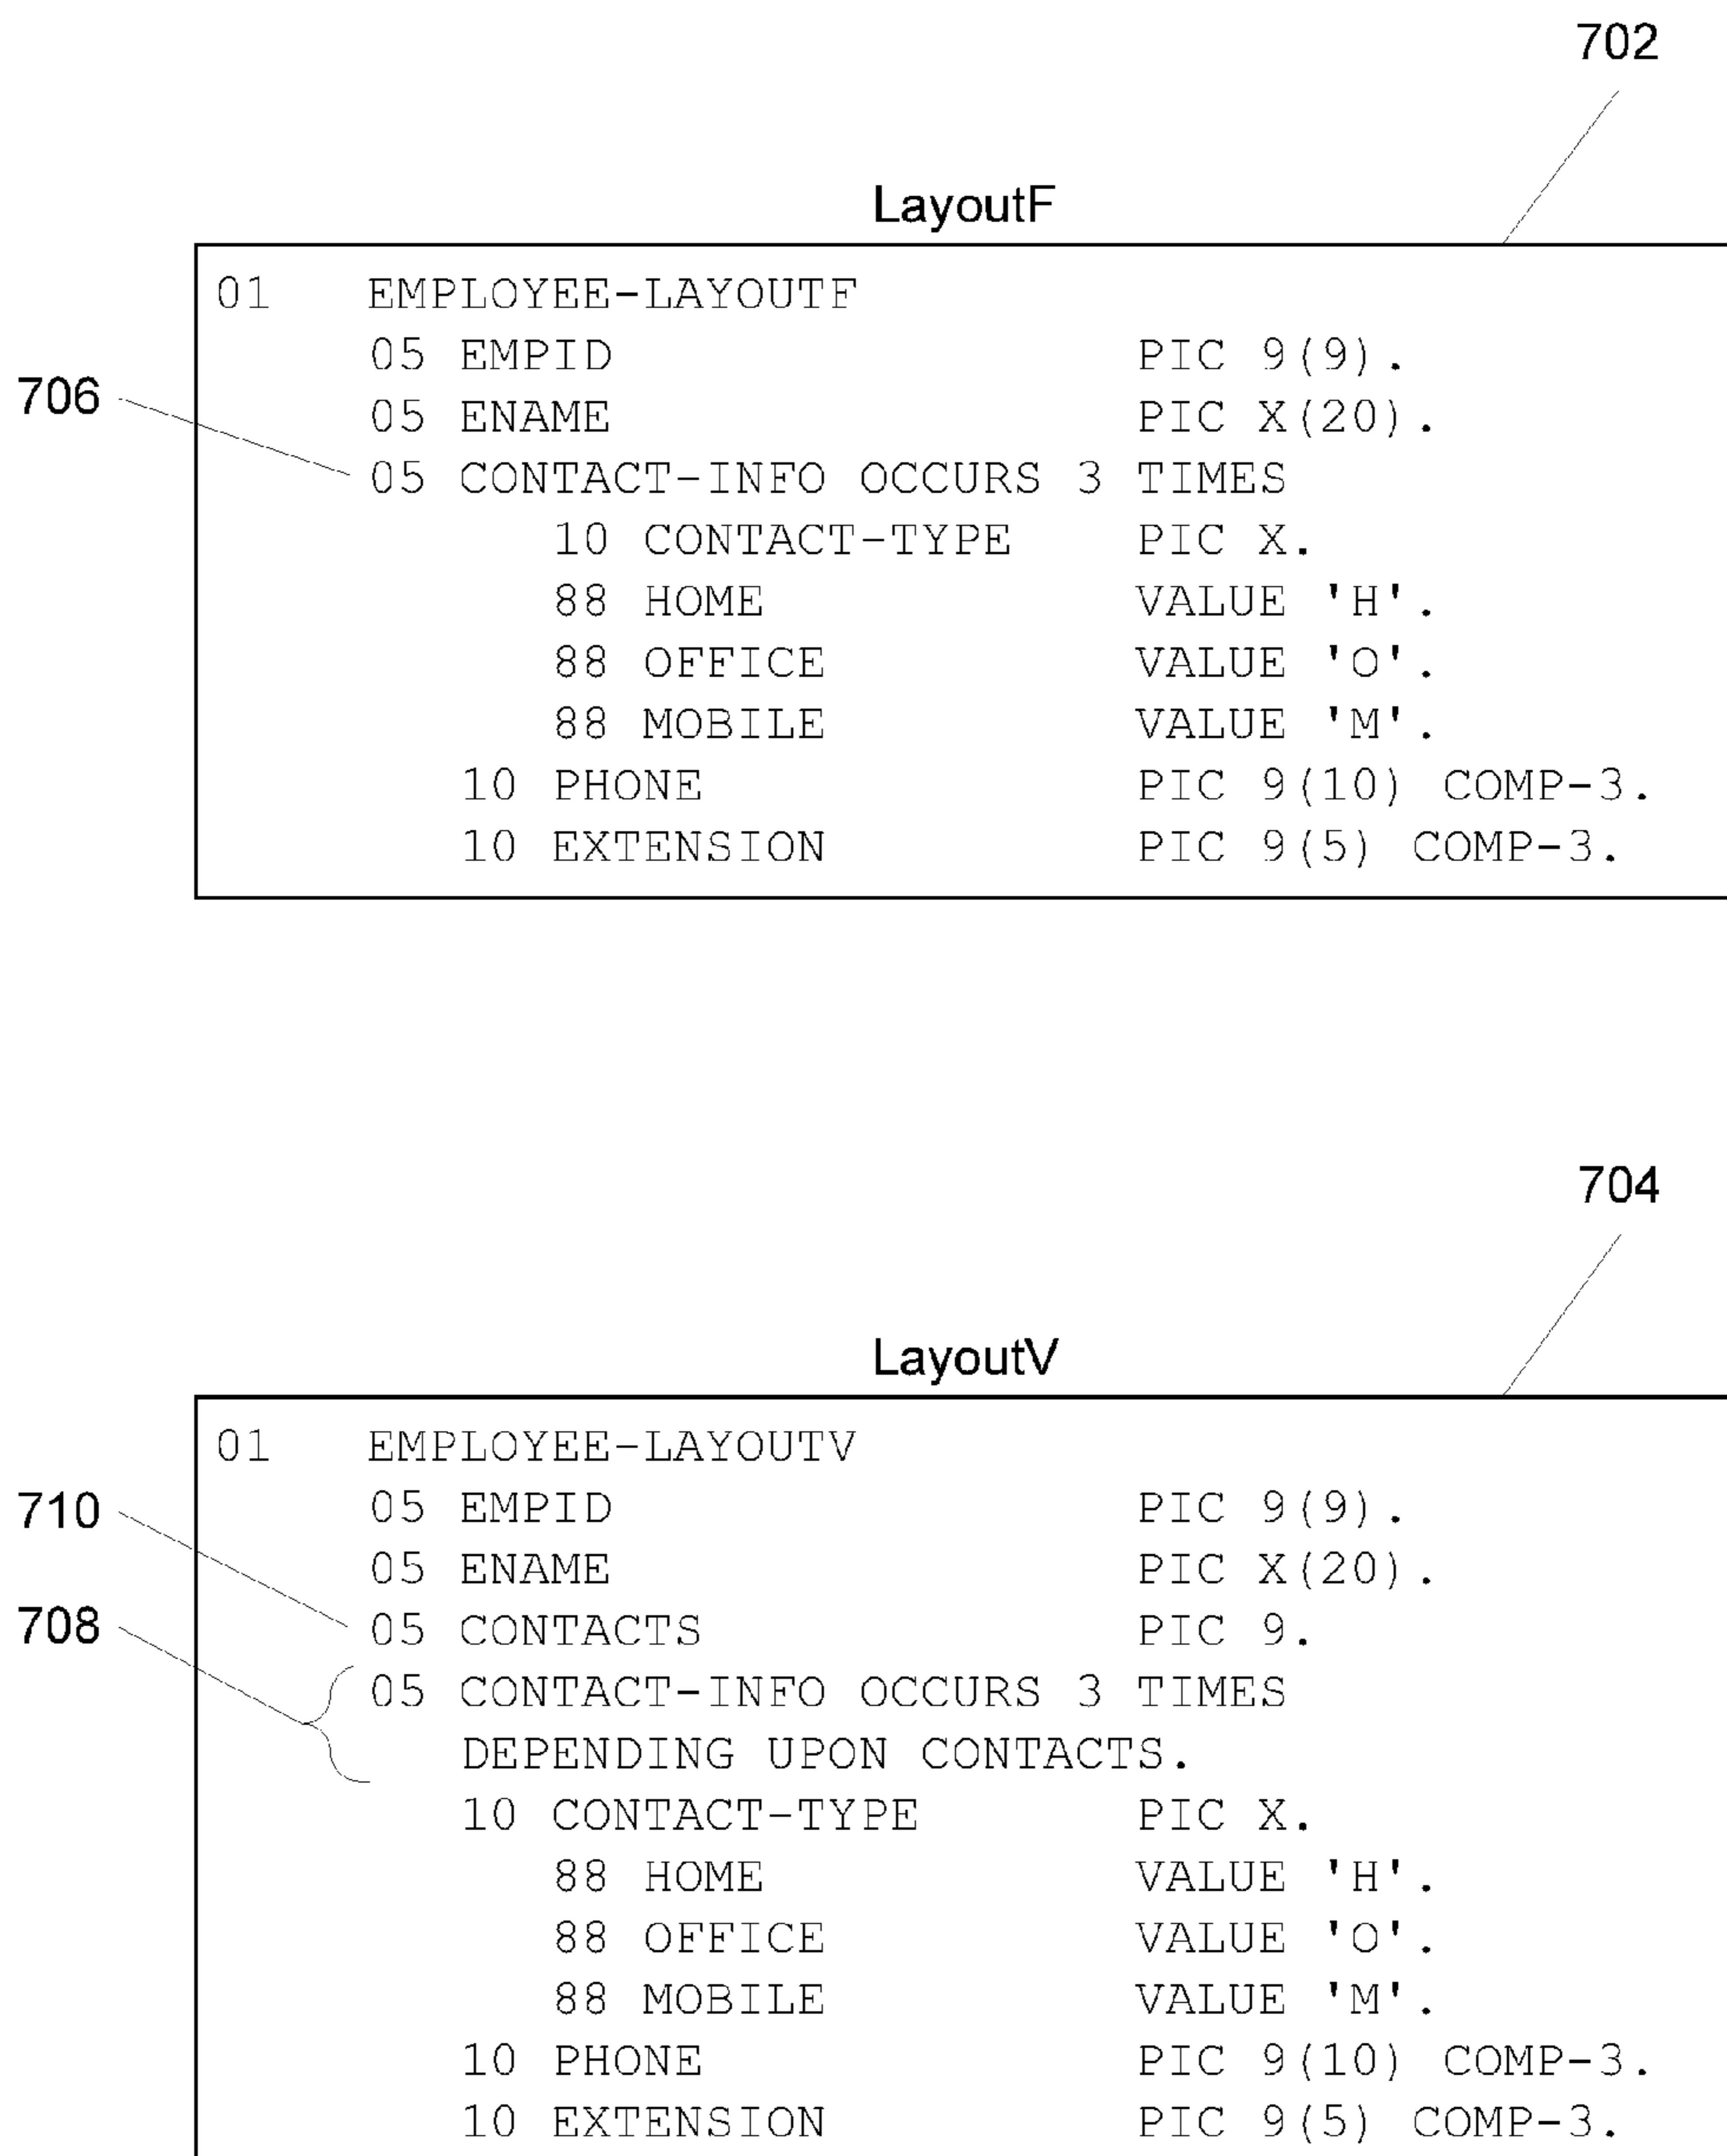 702
LayoutF
01 EMPLOYEE-LAYOUTF
05 EMPID PIC 9(9).
706
05 ENAME PIC X(20).
05 CONTACT-INFO OCCURS 3 TIMES
10 CONTACT-TYPE PIC X.
88 HOME VALUE 'H'.
88 OFFICE VALUE 'O'.
88 MOBILE VALUE 'M'.
10 PHONE PIC 9(10) COMP-3.
10 EXTENSION PIC 9(5) COMP-3.
704
LayoutV
01 EMPLOYEE-LAYOUTV
710
05 EMPID PIC 9(9).
05 ENAME PIC X(20).
708
05 CONTACTS PIC 9.
05 CONTACT-INFO OCCURS 3 TIMES
DEPENDING UPON CONTACTS.
10 CONTACT-TYPE PIC X.
88 HOME VALUE 'H'.
88 OFFICE VALUE 'O'.
88 MOBILE VALUE 'M'.
10 PHONE PIC 9(10) COMP-3.
10 EXTENSION PIC 9(5) COMP-3.